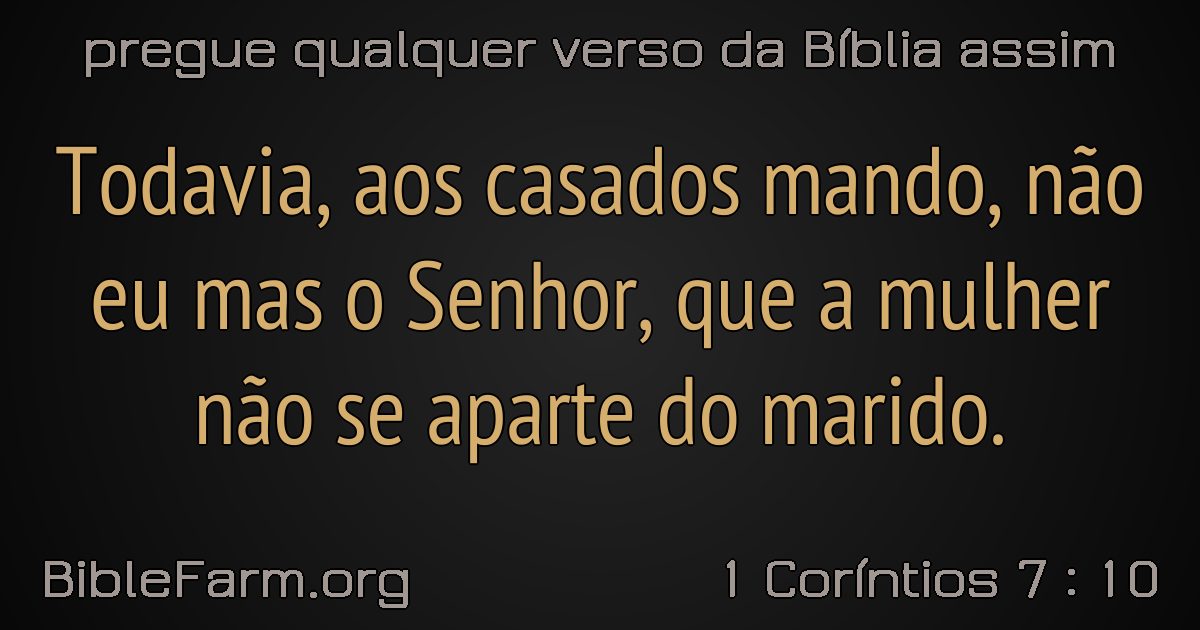 pregue qualquer verso da Bíblia assim
Todavia, aos casados mando, não
eu mas o Senhor, que a mulher
não se aparte do marido.
BibleFarm.org
1 Coríntios 7 : 10